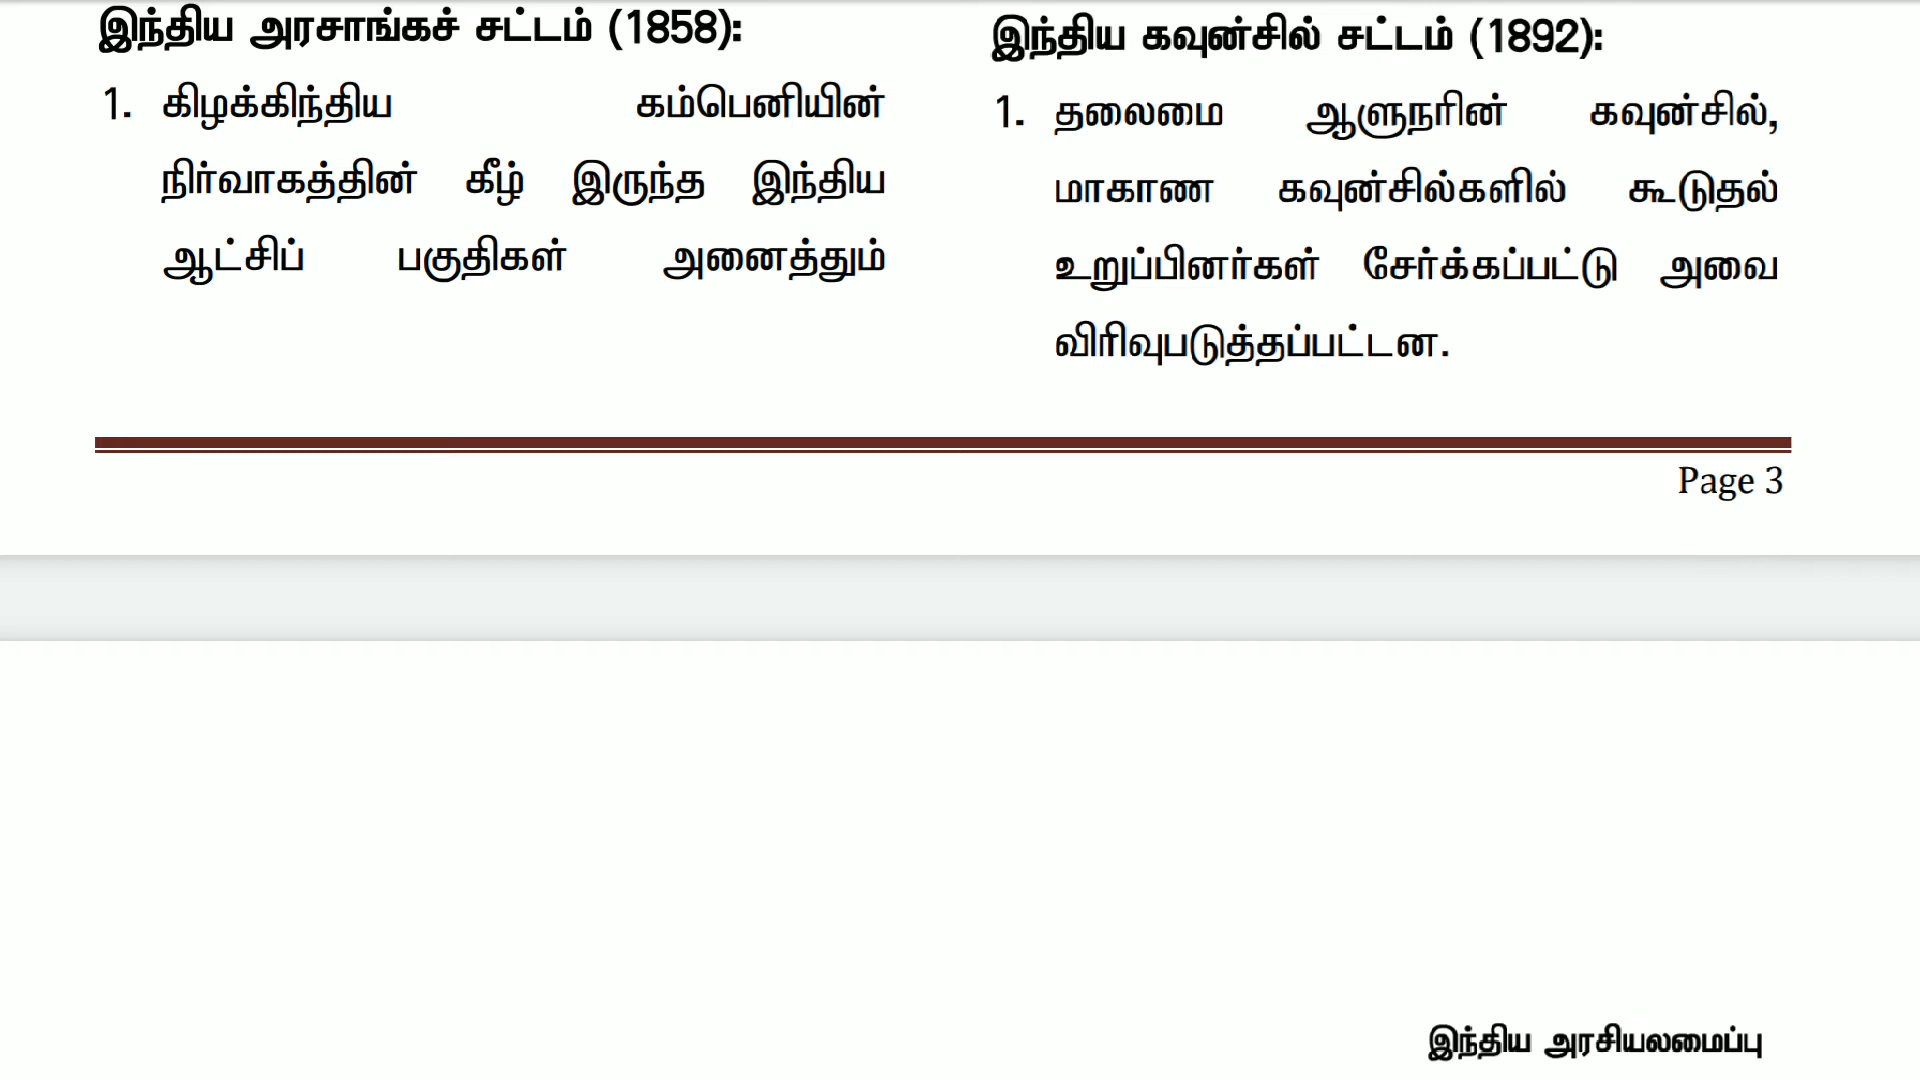 இந்திய அரசாங்கச் சட்டம் (1858):
1. கிழக்கிந்திய கம்பெனியின்
நிர்வாகத்தின் கீழ் இருந்த இந்திய
ஆட்சிப் பகுதிகள் அனைத்தும்
இந்திய கவுன்சில் சட்டம் (1892):
1. தலைமை ஆளுநரின் கவுன்சில்,
மாகாண கவுன்சில்களில் கூடுதல்
உறுப்பினர்கள் சேர்க்கப்பட்டு அவை
விரிவுபடுத்தப்பட்டன.
Page 3
இந்திய அரசியலமைப்பு